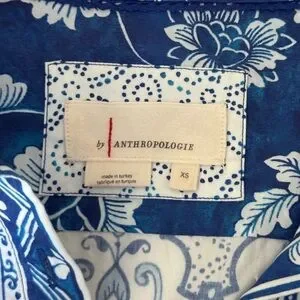 by ANTHROPOLOGIE
made in turkey
fabriqué en turquie
XS